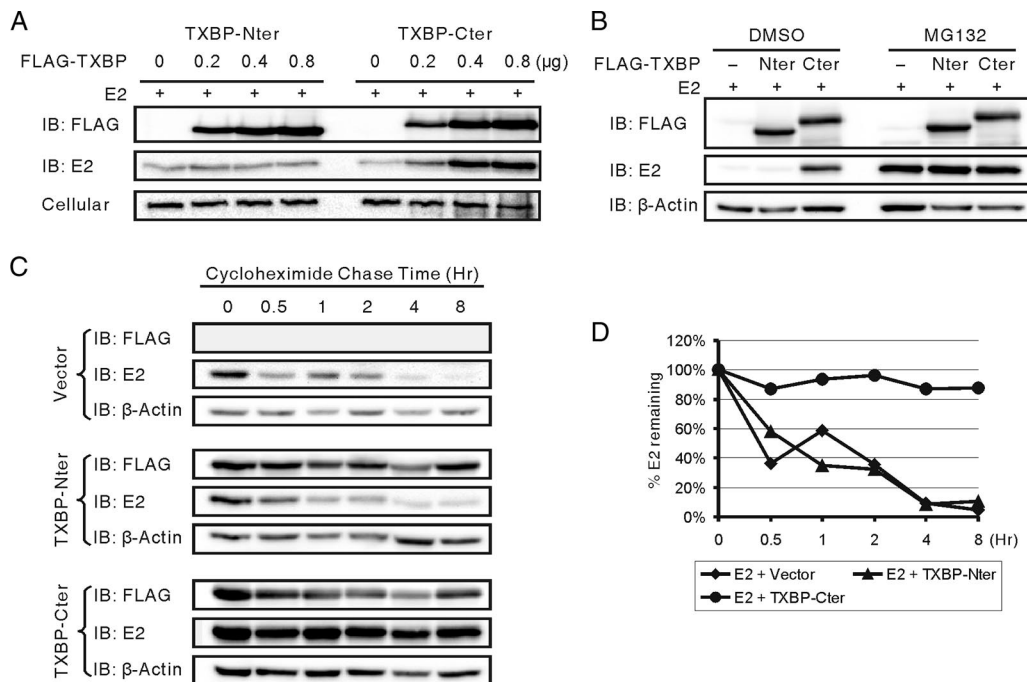 A
TXBP-Nter TXBP-Cter
FLAG-TXBP 0 0.2 0.4 0.8 0 0.2 0.4 0.8 (μg)
E2 + + + + + + + +
IB: FLAG
IB: E2
Cellular
B
DMSO MG132
FLAG-TXBP – Nter Cter – Nter Cter
E2 + + + + + +
IB: FLAG
IB: E2
IB: β-Actin
C
Cycloheximide Chase Time (Hr)
0 0.5 1 2 4 8
Vector
IB: FLAG
IB: E2
IB: β-Actin
TXBP-Nter
IB: FLAG
IB: E2
IB: β-Actin
TXBP-Cter
IB: FLAG
IB: E2
IB: β-Actin
D
% E2 remaining
120%
100%
80%
60%
40%
20%
0%
0 0.5 1 2 4 8 (Hr)
E2 + Vector E2 + TXBP-Nter
E2 + TXBP-Cter